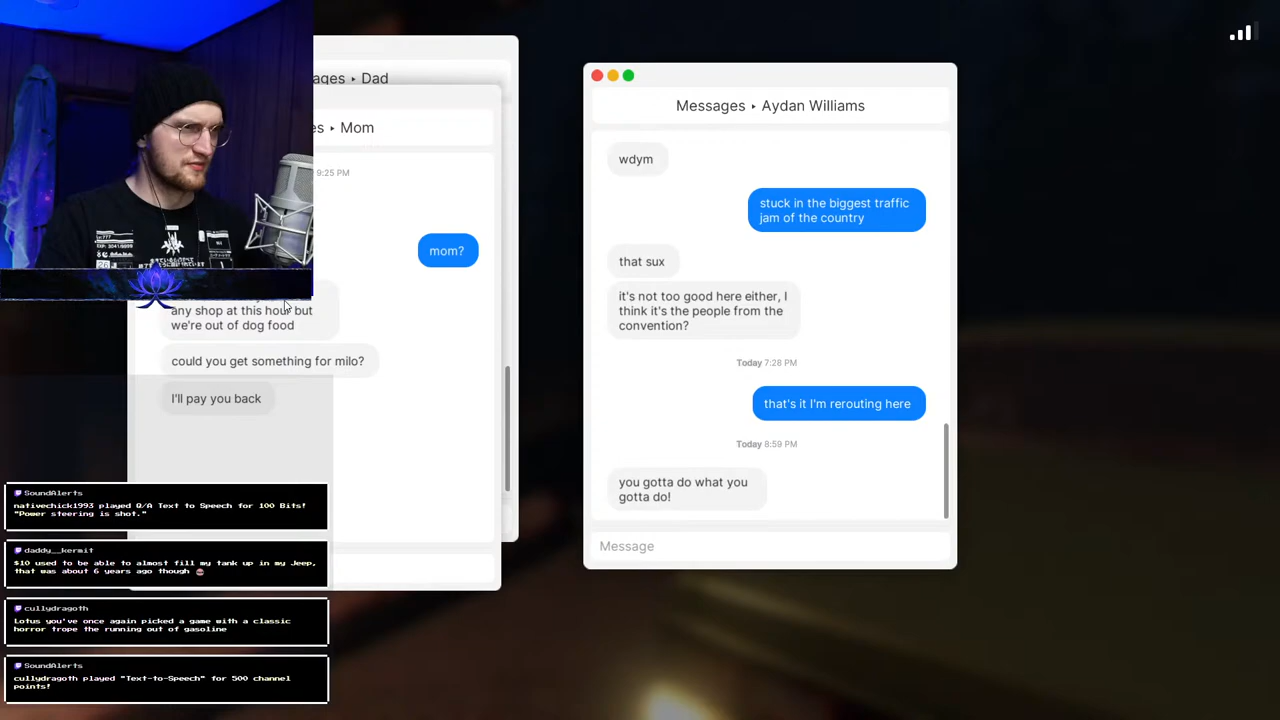 ages ▸ Dad
es ▸ Mom
9:25 PM
mom?
any shop at this hour but
we're out of dog food
could you get something for milo?
I'll pay you back
Messages ▸ Aydan Williams
wdym
stuck in the biggest traffic
jam of the country
that sux
it's not too good here either, I
think it's the people from the
convention?
Today 7:28 PM
that's it I'm rerouting here
Today 8:59 PM
you gotta do what you
gotta do!
Message
SoundAlerts
nativechick1993 played Q/A Text to Speech for 100 Bits!
"Power steering is shot."
daddy__kermit
$10 used to be able to almost fill my tank up in my Jeep,
that was about 6 years ago though
cullydragoth
Lotus you've once again picked a game with a classic
horror trope the running out of gasoline
SoundAlerts
cullydragoth played "Text-to-Speech" for 500 channel
points!